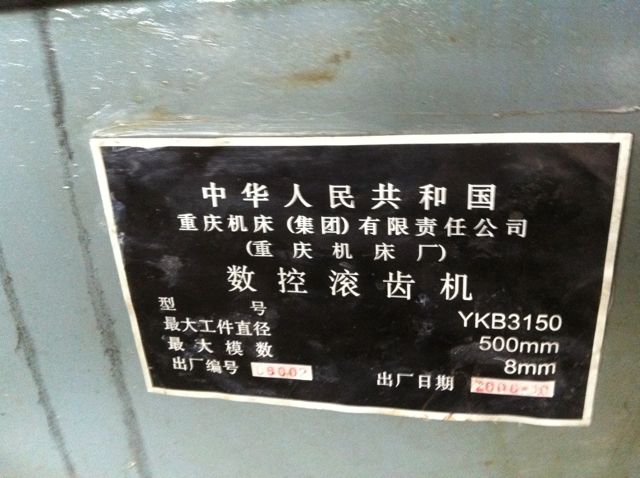 中华人民共和国
重庆机床(集团)有限责任公司
(重庆机床厂)
数控滚齿机
型号 YKB3150
最大工件直径 500mm
最大模数 8mm
出厂编号 出厂日期